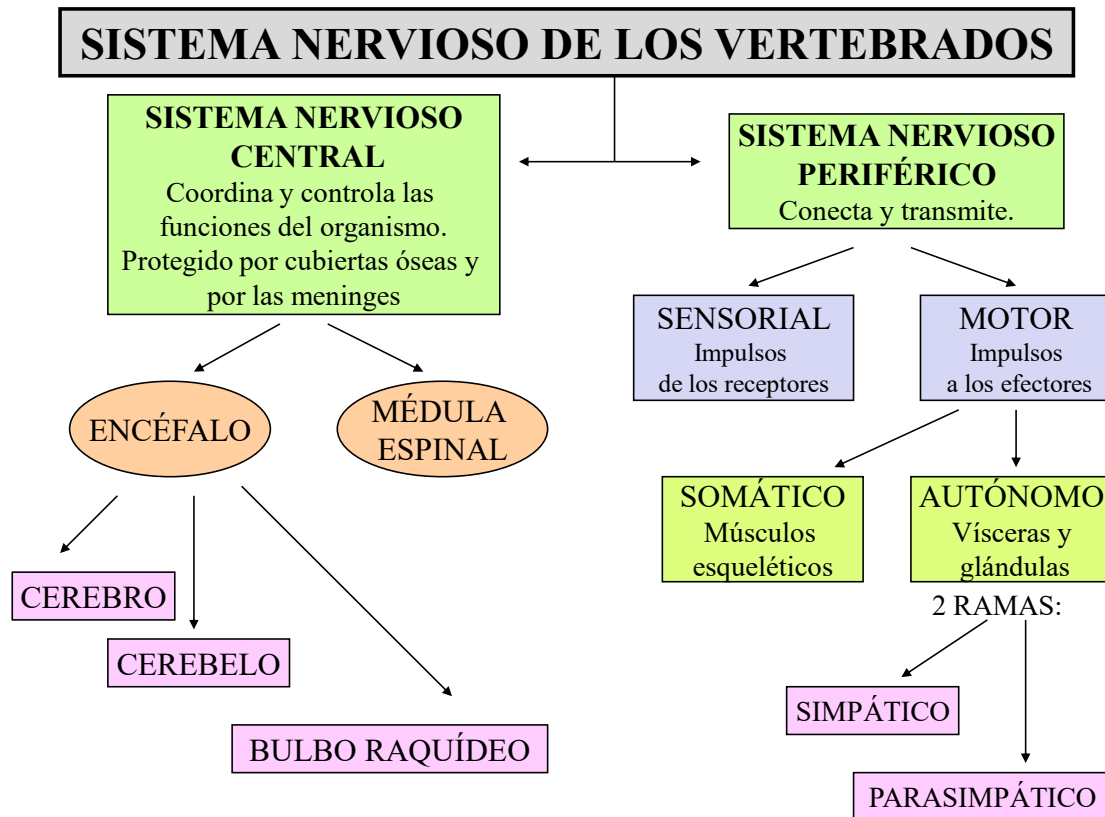 SISTEMA NERVIOSO DE LOS VERTEBRADOS
SISTEMA NERVIOSO
CENTRAL
Coordina y controla las
funciones del organismo.
Protegido por cubiertas óseas y
por las meninges
SISTEMA NERVIOSO
PERIFÉRICO
Conecta y transmite.
SENSORIAL
Impulsos
de los receptores
MOTOR
Impulsos
a los efectores
ENCÉFALO
MÉDULA
ESPINAL
SOMÁTICO
Músculos
esqueléticos
AUTÓNOMO
Vísceras y
glándulas
2 RAMAS:
CEREBRO
CEREBELO
BULBO RAQUÍDEO
SIMPÁTICO
PARASIMPÁTICO